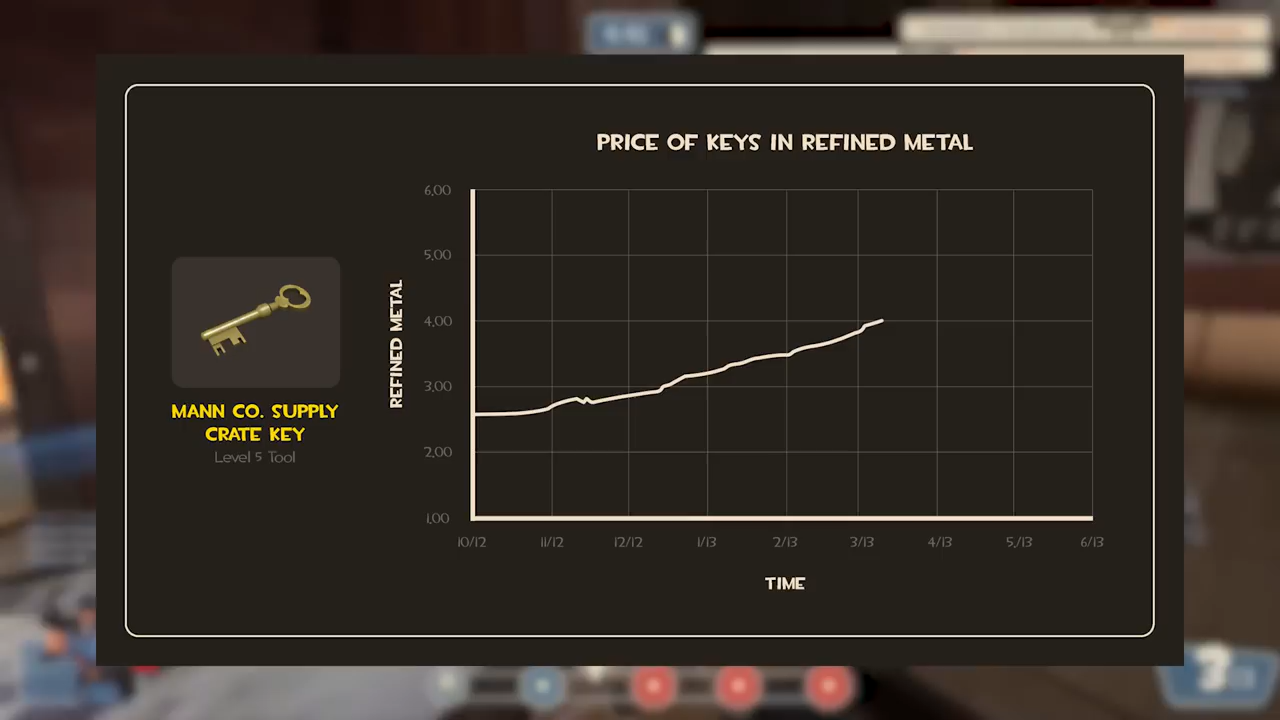 PRICE OF KEYS IN REFINED METAL
6,00
5,00
4,00
3,00
2,00
1,00
REFINED METAL
10/12 11/12 12/12 1/13 2/13 3/13 4/13 5/13 6/13
TIME
MANN CO. SUPPLY
CRATE KEY
Level 5 Tool
3